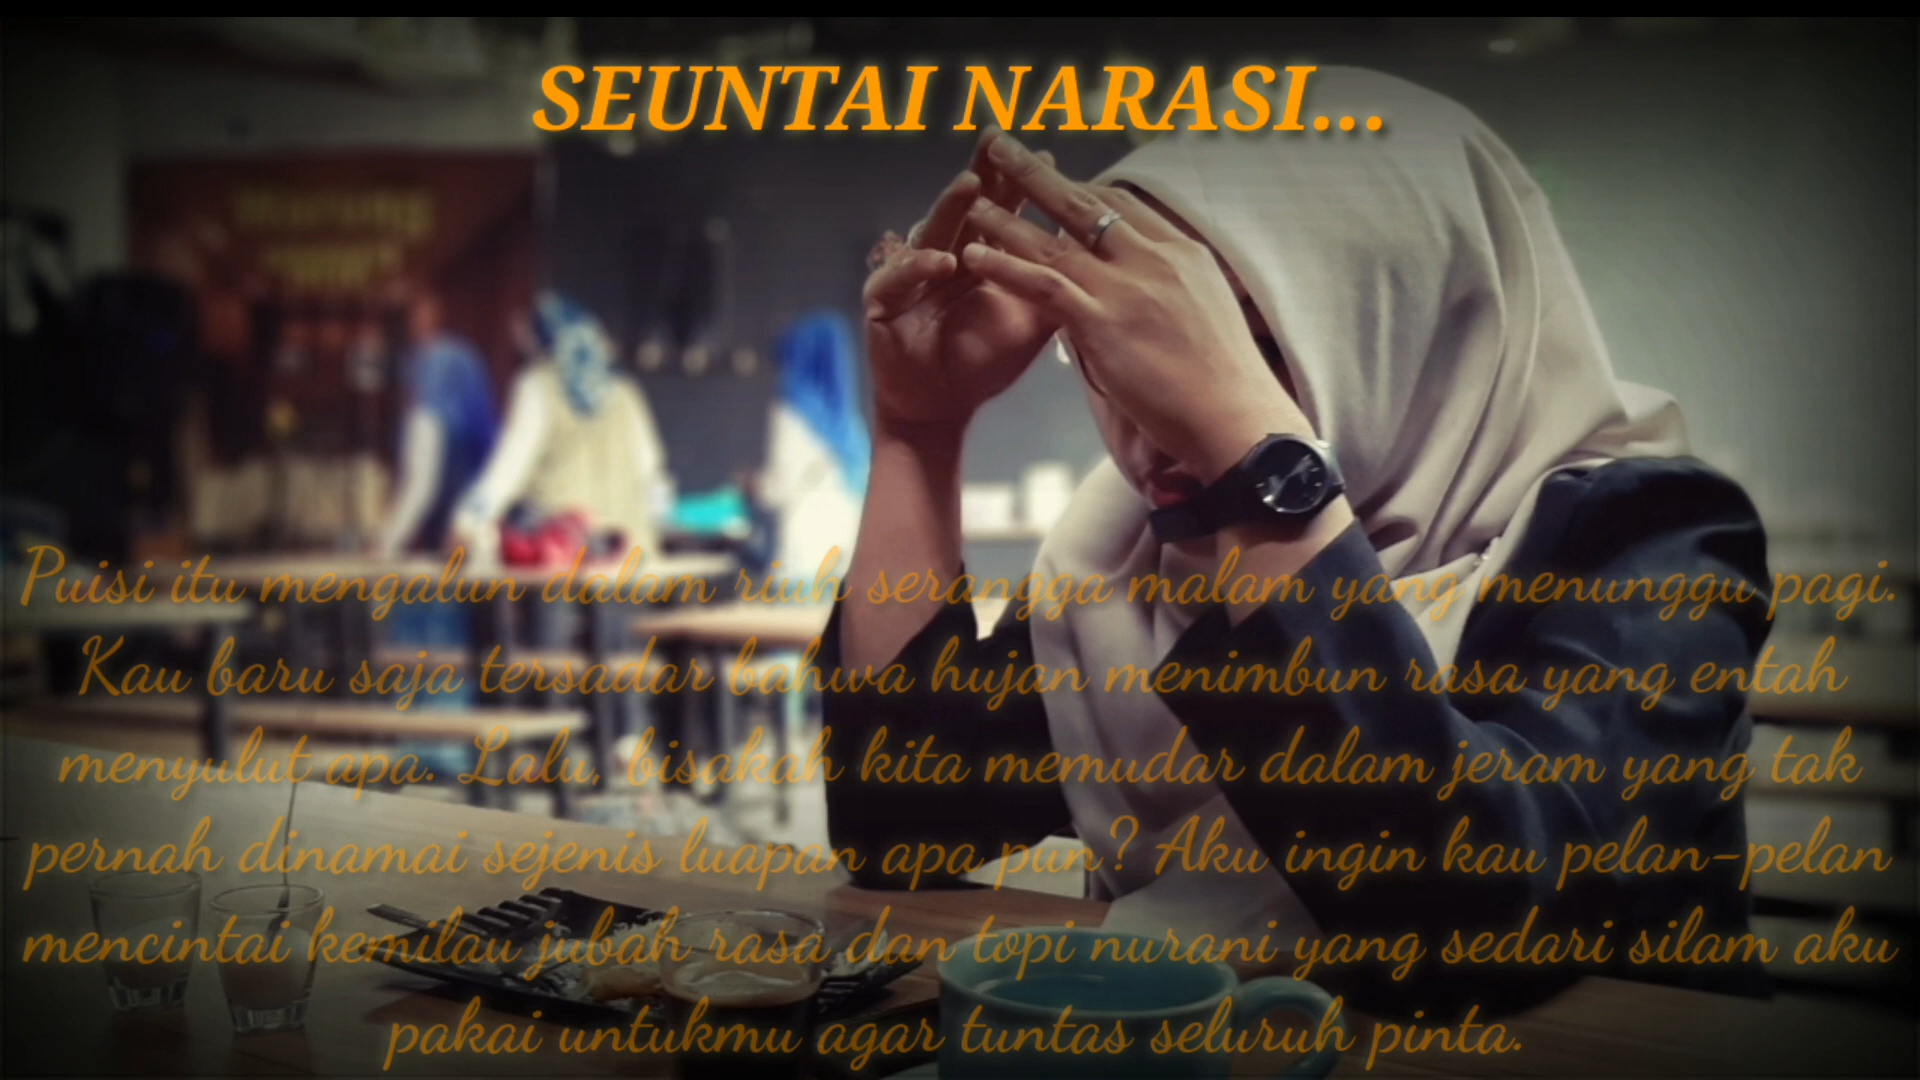 SEUNTAI NARASI...
Puisi itu mengalun dalam riuh serangga malam yang menunggu pagi.
Kau baru saja tersadar bahwa hujan menimbun rasa yang entah
menyulut apa. Lalu, bisakah kita memudar dalam jeram yang tak
pernah dinamai sejenis luapan apa pun? Aku ingin kau pelan-pelan
mencintai kemilau jubah rasa dan topi nurani yang sedari silam aku
pakai untukmu agar tuntas seluruh pinta.